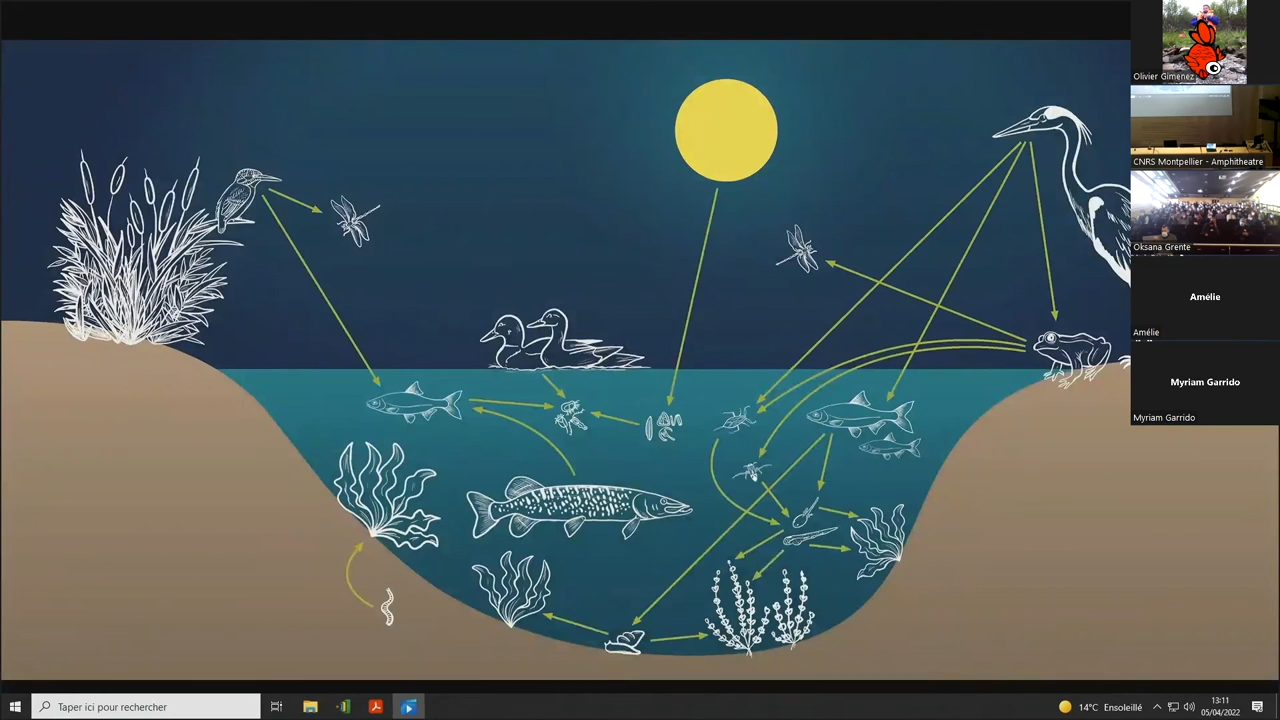 Olivier Gimenez
CNRS Montpellier - Amphitheatre
Oksana Grente
Amélie
Amélie
Myriam Garrido
Myriam Garrido
Taper ici pour rechercher
14°C Ensoleillé
13:11
05/04/2022